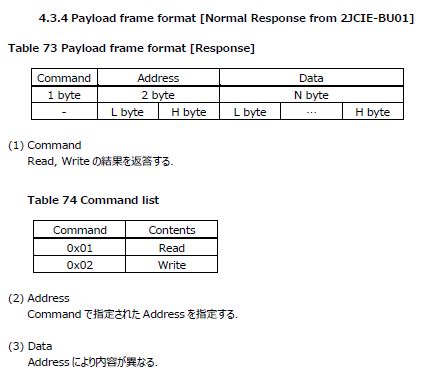 4.3.4 Payload frame format [Normal Response from 2JCIE-BU01]
Table 73 Payload frame format [Response]
Command Address Data
1 byte 2 byte N byte
- L byte H byte L byte … H byte
(1) Command
Read, Write の結果を返答する.
Table 74 Command list
Command Contents
0x01 Read
0x02 Write
(2) Address
Command で指定された Address を指定する.
(3) Data
Address により内容が異なる.